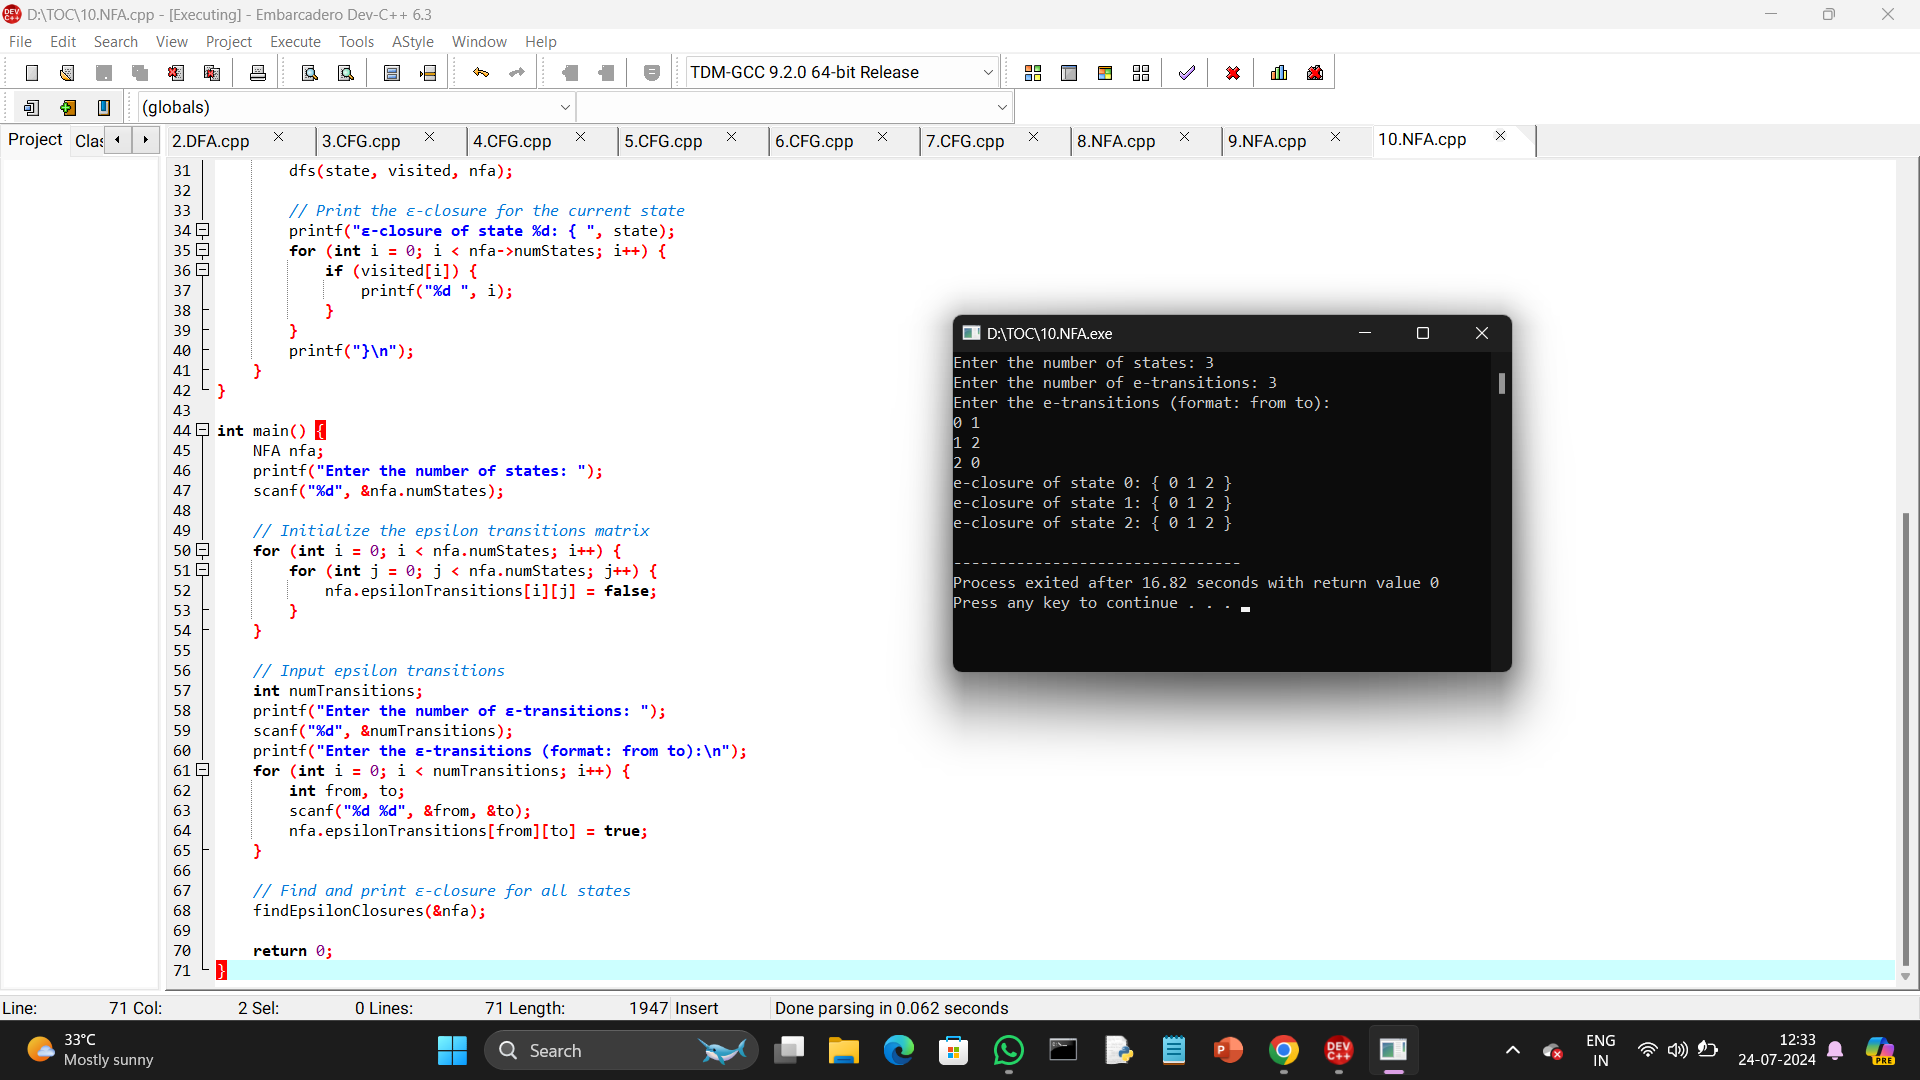 D:\TOC\10.NFA.cpp - [Executing] - Embarcadero Dev-C++ 6.3
File Edit Search View Project Execute Tools AStyle Window Help
TDM-GCC 9.2.0 64-bit Release
(globals)
Project Clas 2.DFA.cpp 3.CFG.cpp 4.CFG.cpp 5.CFG.cpp 6.CFG.cpp 7.CFG.cpp 8.NFA.cpp 9.NFA.cpp 10.NFA.cpp
31 dfs(state, visited, nfa);
32
33 // Print the ε-closure for the current state
34 printf("ε-closure of state %d: { ", state);
35 for (int i = 0; i < nfa->numStates; i++) {
36 if (visited[i]) {
37 printf("%d ", i);
38 }
39 }
40 printf("}\n");
41 }
42 }
43
44 int main() {
45 NFA nfa;
46 printf("Enter the number of states: ");
47 scanf("%d", &nfa.numStates);
48
49 // Initialize the epsilon transitions matrix
50 for (int i = 0; i < nfa.numStates; i++) {
51 for (int j = 0; j < nfa.numStates; j++) {
52 nfa.epsilonTransitions[i][j] = false;
53 }
54 }
55
56 // Input epsilon transitions
57 int numTransitions;
58 printf("Enter the number of ε-transitions: ");
59 scanf("%d", &numTransitions);
60 printf("Enter the ε-transitions (format: from to):\n");
61 for (int i = 0; i < numTransitions; i++) {
62 int from, to;
63 scanf("%d %d", &from, &to);
64 nfa.epsilonTransitions[from][to] = true;
65 }
66
67 // Find and print ε-closure for all states
68 findEpsilonClosures(&nfa);
69
70 return 0;
71 }
D:\TOC\10.NFA.exe
Enter the number of states: 3
Enter the number of e-transitions: 3
Enter the e-transitions (format: from to):
0 1
1 2
2 0
e-closure of state 0: { 0 1 2 }
e-closure of state 1: { 0 1 2 }
e-closure of state 2: { 0 1 2 }
--------------------------------
Process exited after 16.82 seconds with return value 0
Press any key to continue . . .
Line: 71 Col: 2 Sel: 0 Lines: 71 Length: 1947 Insert Done parsing in 0.062 seconds
33°C
Mostly sunny
Search
DEV
C++
ENG
IN
12:33
24-07-2024
PRE